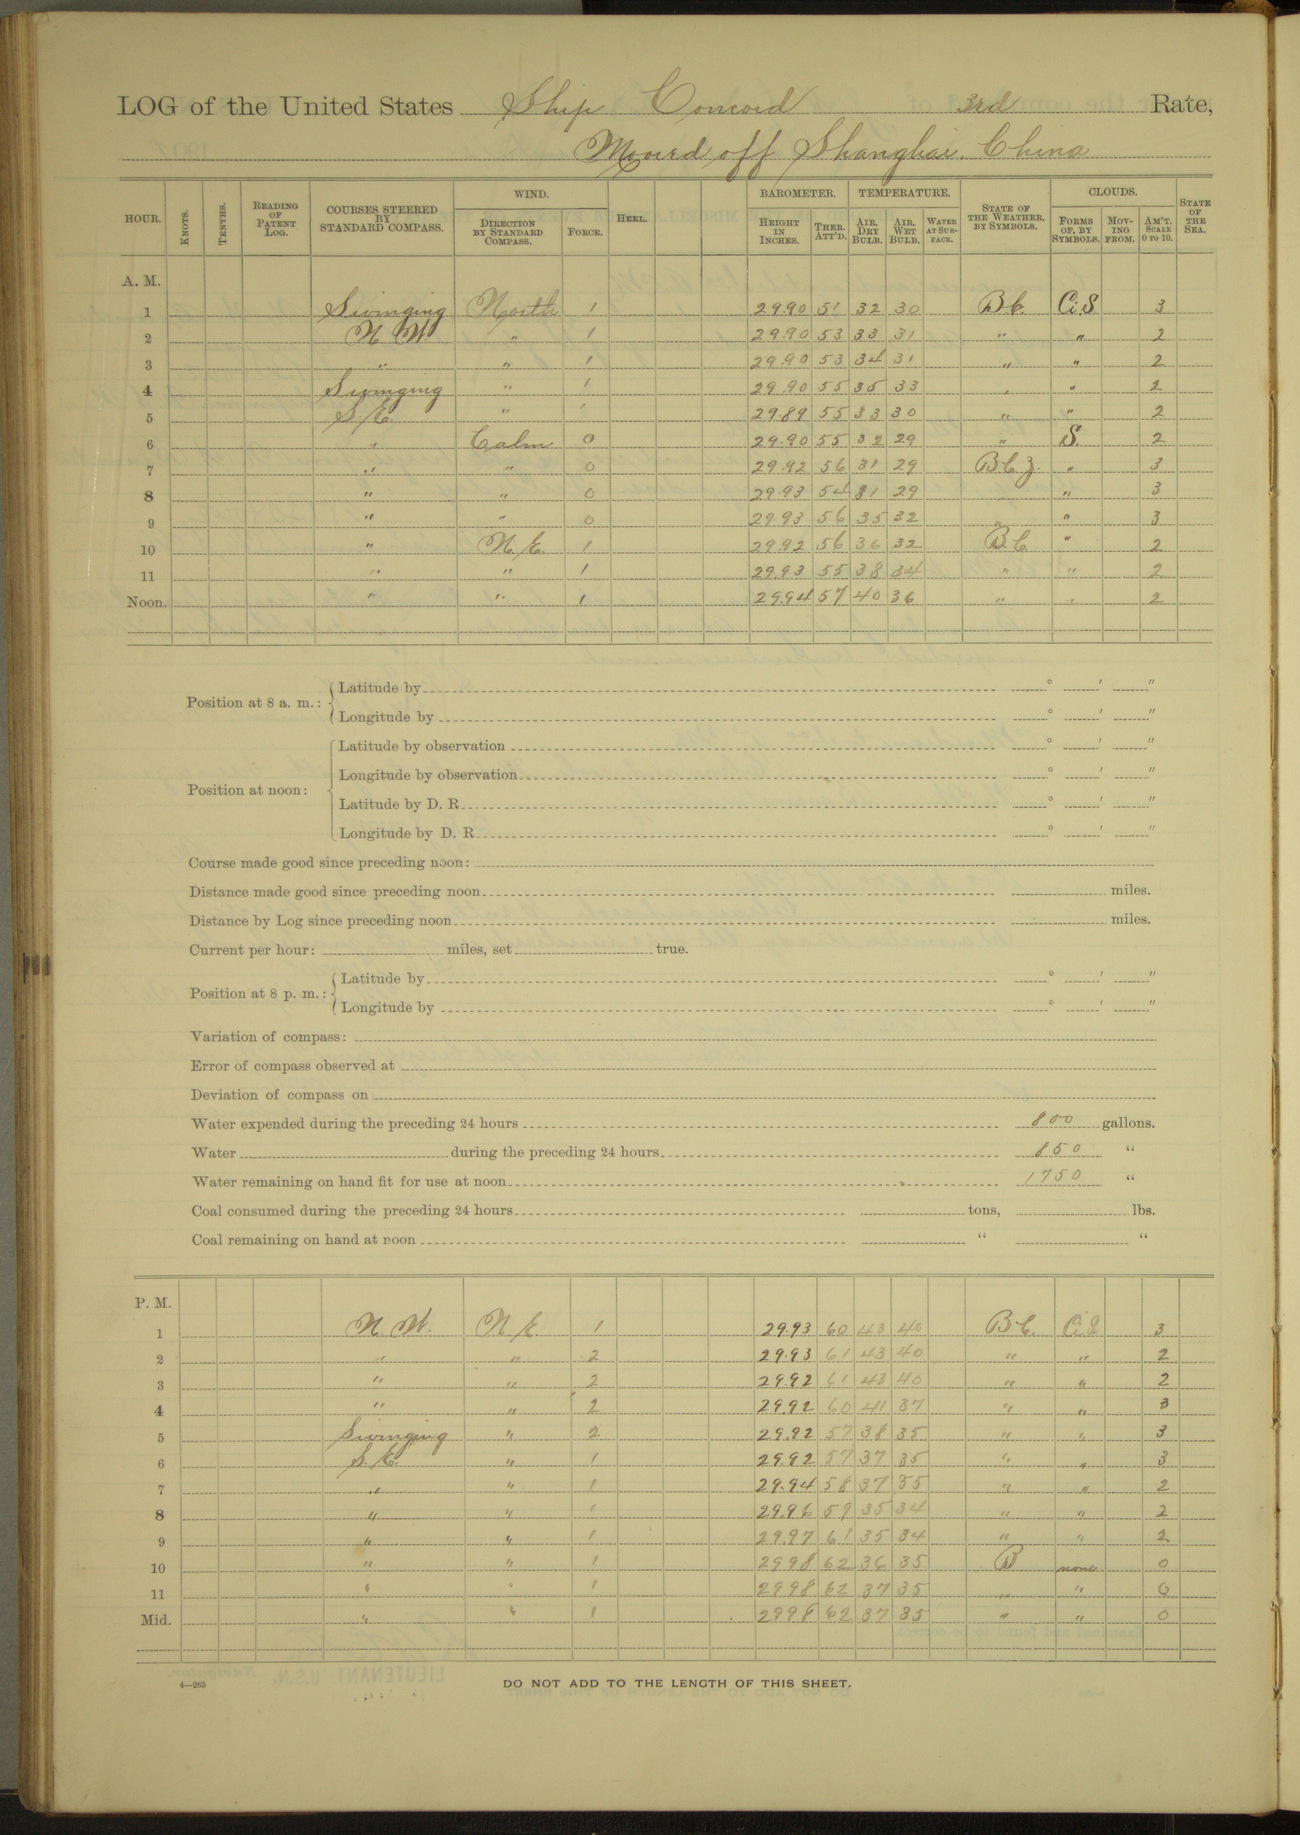 LOG of the United States Ship Concord 3rd Rate,
Moored off Shanghai. China
HOUR. KNOTS. TENTHS. READING OF PATENT LOG. COURSES STEERED BY STANDARD COMPASS. WIND. DIRECTION BY STANDARD COMPASS. FORCE. HEEL. BAROMETER. HEIGHT IN INCHES. THER. ATT'D. TEMPERATURE. AIR, DRY BULB. AIR, WET BULB. WATER AT SURFACE. STATE OF THE WEATHER, BY SYMBOLS. CLOUDS. FORMS OF, BY SYMBOLS. MOVING FROM. AM'T. SCALE 0 TO 10. STATE OF THE SEA.
A. M.
1 Swinging North 1 29.90 51 32 30 B.C. Ci.S 3
2 N W " 1 29.90 53 33 31 " " 2
3 " " 1 29.90 53 34 31 " " 2
4 Swinging " 1 29.90 55 35 33 " " 2
5 S.E. " 1 29.89 55 33 30 " " 2
6 " Calm 0 29.90 55 32 29 " S. 2
7 " " 0 29.92 56 31 29 B.C.Z. " 3
8 " " 0 29.93 54 31 29 " " 3
9 " " 0 29.93 56 35 32 " " 3
10 " N.E. 1 29.92 56 36 32 B.C. " 2
11 " " 1 29.93 55 38 34 " " 2
Noon. " " 1 29.94 57 40 36 " " 2
Position at 8 a. m.: Latitude by ° ' "
Longitude by ° ' "
Position at noon: Latitude by observation ° ' "
Longitude by observation ° ' "
Latitude by D. R. ° ' "
Longitude by D. R. ° ' "
Course made good since preceding noon:
Distance made good since preceding noon miles.
Distance by Log since preceding noon miles.
Current per hour: miles, set true.
Position at 8 p. m.: Latitude by ° ' "
Longitude by ° ' "
Variation of compass:
Error of compass observed at
Deviation of compass on
Water expended during the preceding 24 hours 800 gallons.
Water during the preceding 24 hours 850 "
Water remaining on hand fit for use at noon 1750 "
Coal consumed during the preceding 24 hours tons, lbs.
Coal remaining on hand at noon " "
P. M.
1 N. W. N.E. 1 29.93 60 43 40 B.C. Ci.S 3
2 " " 2 29.93 61 43 40 " " 2
3 " " 2 29.92 61 43 40 " " 2
4 " " 2 29.92 60 41 37 " " 3
5 Swinging " 2 29.92 57 38 35 " " 3
6 S.E. " 1 29.92 57 37 35 " " 3
7 " " 1 29.94 58 37 35 " " 2
8 " " 1 29.96 59 35 34 " " 2
9 " " 1 29.97 61 35 34 " " 2
10 " " 1 29.98 62 36 35 B none 0
11 " " 1 29.98 62 37 35 " " 0
Mid. " " 1 29.98 62 37 35 " " 0
4—265 DO NOT ADD TO THE LENGTH OF THIS SHEET.